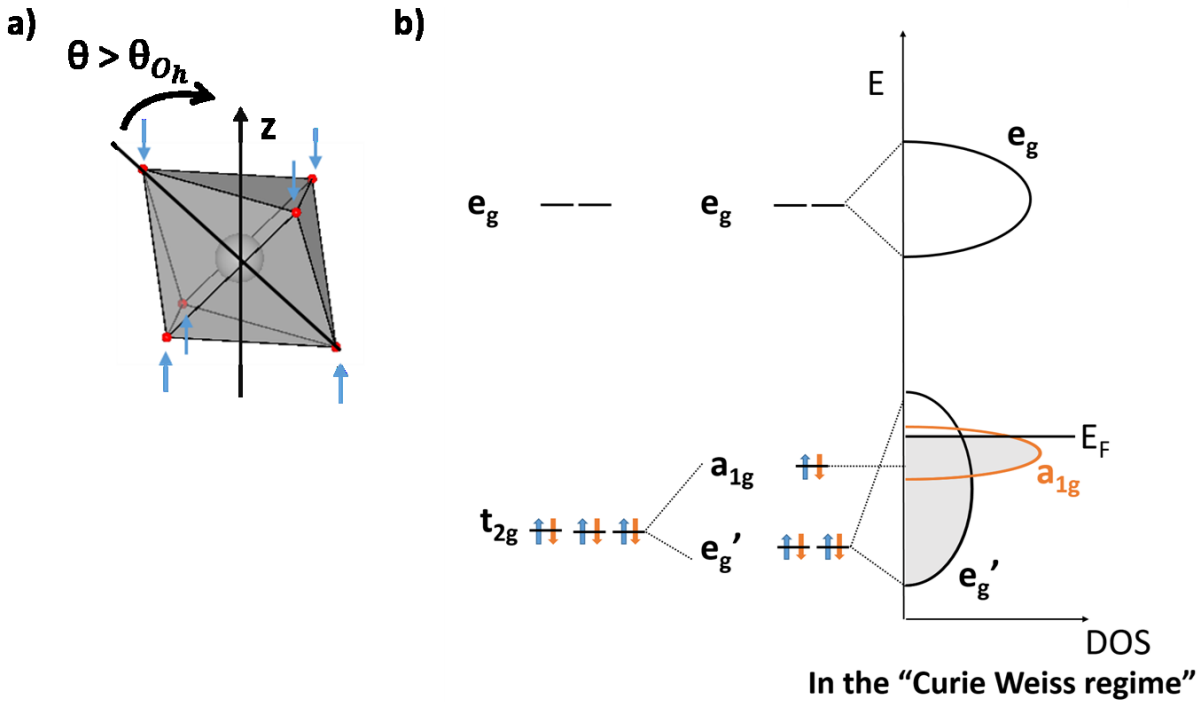 a)
θ > θOh
z
b)
E
eg
eg
eg
EF
a1g
a1g
t2g
eg’
eg’
DOS
In the “Curie Weiss regime”